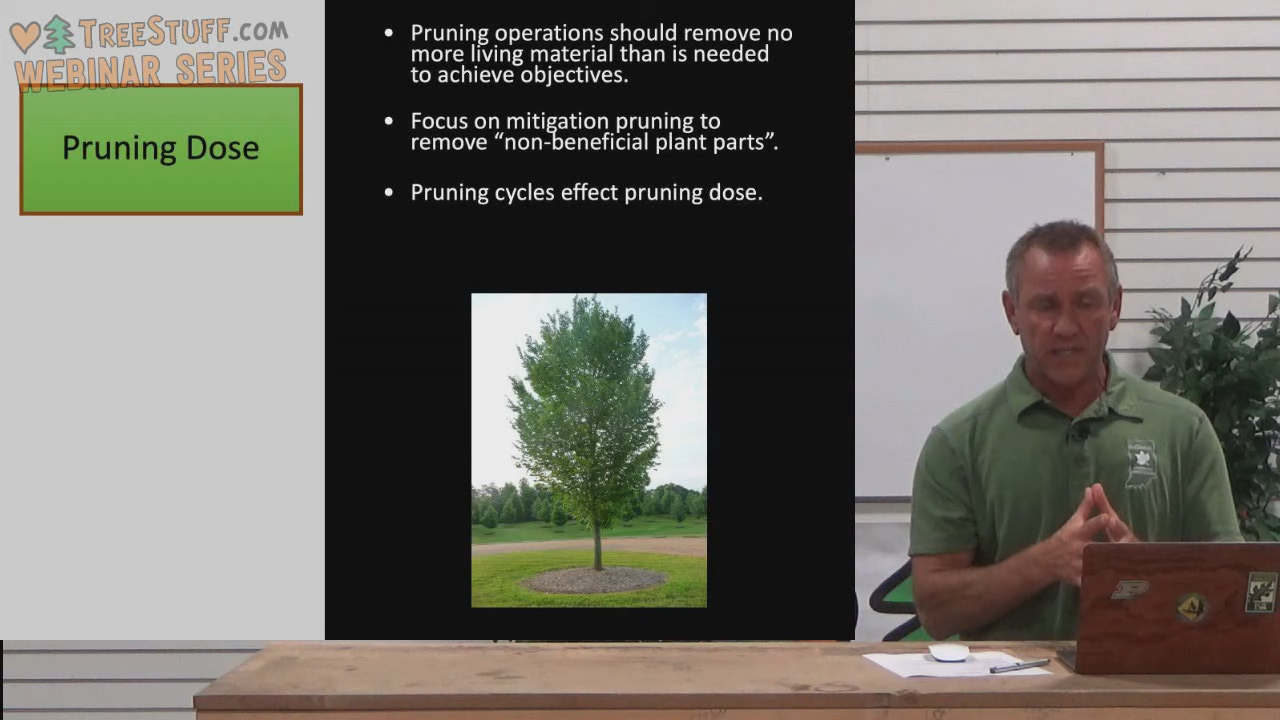 TREESTUFF.COM
WEBINAR SERIES
Pruning Dose
• Pruning operations should remove no
more living material than is needed
to achieve objectives.
• Focus on mitigation pruning to
remove “non-beneficial plant parts”.
• Pruning cycles effect pruning dose.
P